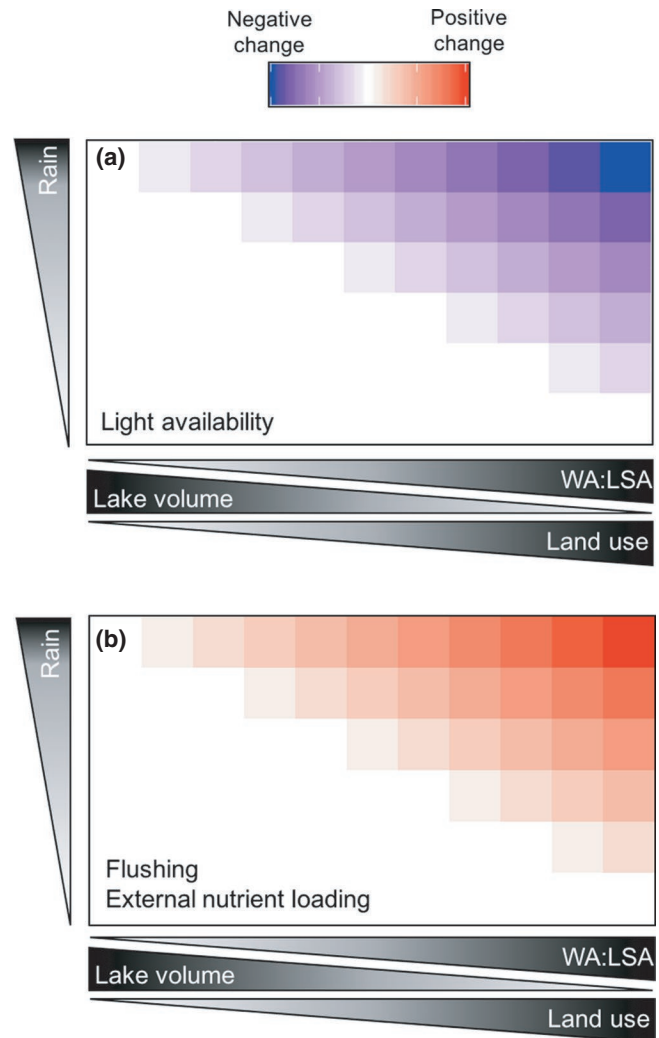 Negative change
Positive change
(a)
Rain
Light availability
WA:LSA
Lake volume
Land use
(b)
Rain
Flushing
External nutrient loading
WA:LSA
Lake volume
Land use